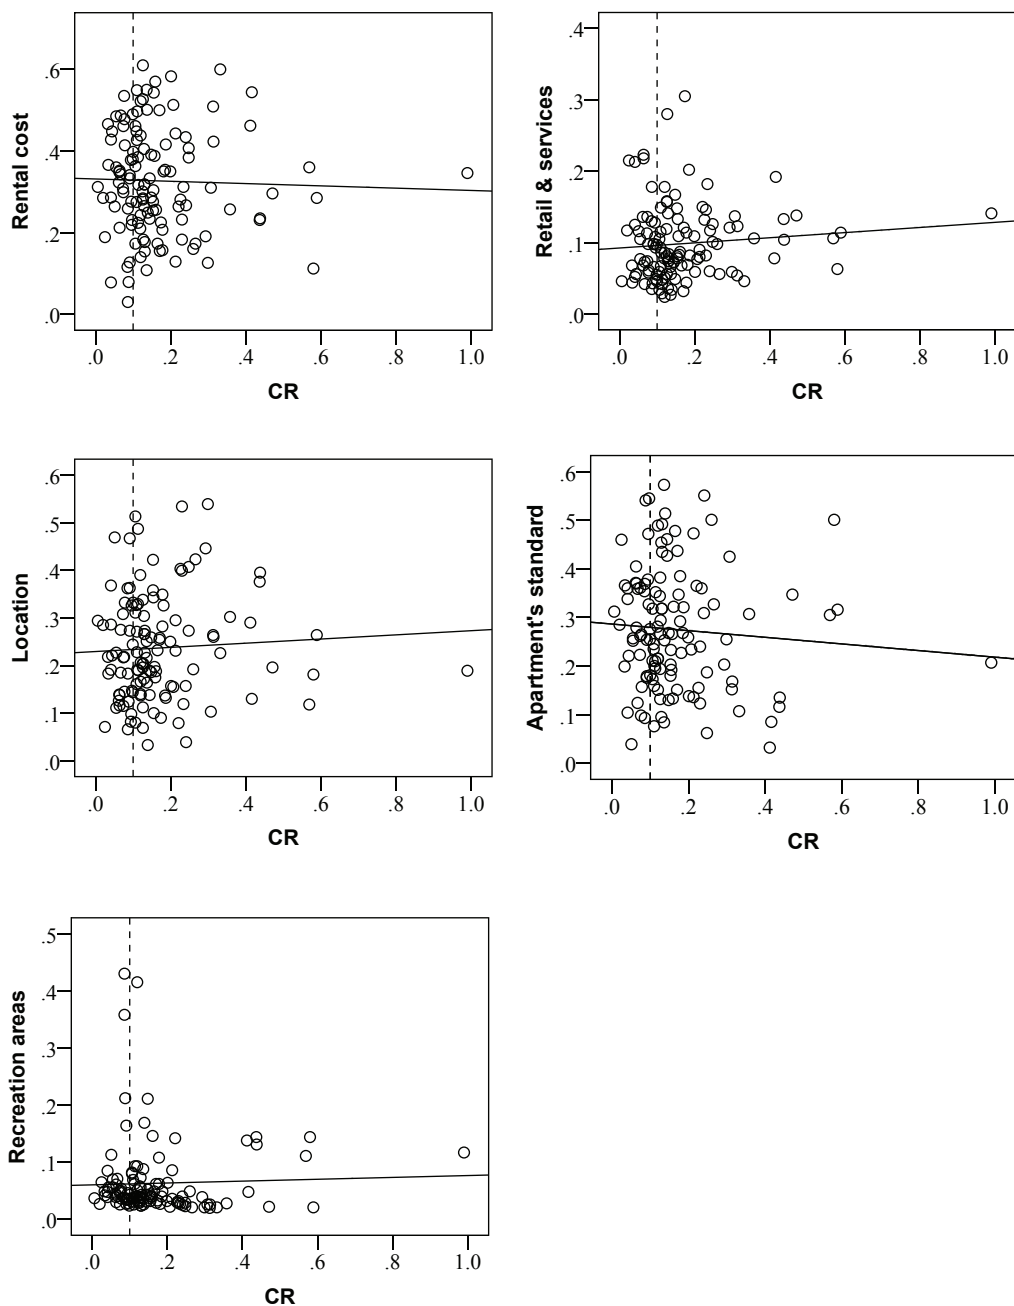 Rental cost
.6
.4
.2
.0
.0 .2 .4 .6 .8 1.0
CR
Retail & services
.4
.3
.2
.1
.0
.0 .2 .4 .6 .8 1.0
CR
Location
.6
.5
.4
.3
.2
.1
.0
.0 .2 .4 .6 .8 1.0
CR
Apartment's standard
.6
.5
.4
.3
.2
.1
.0
.0 .2 .4 .6 .8 1.0
CR
Recreation areas
.5
.4
.3
.2
.1
.0
.0 .2 .4 .6 .8 1.0
CR